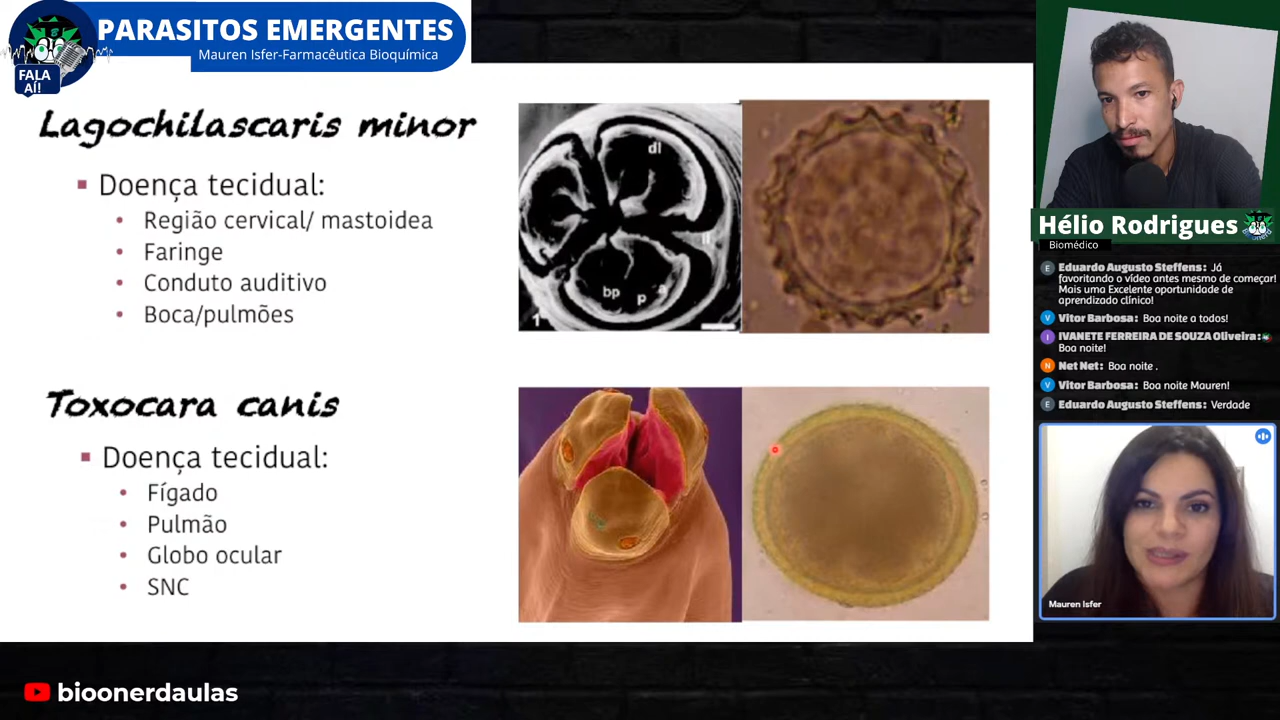 FALA
AÍ!
PARASITOS EMERGENTES
Mauren Isfer-Farmacêutica Bioquímica
Lagochilascaris minor
▪ Doença tecidual:
• Região cervical/ mastoidea
• Faringe
• Conduto auditivo
• Boca/pulmões
dl
bp
p
a
1
Toxocara canis
▪ Doença tecidual:
• Fígado
• Pulmão
• Globo ocular
• SNC
Hélio Rodrigues
Biomédico
E Eduardo Augusto Steffens: Já
favoritando o vídeo antes mesmo de começar!
Mais uma Excelente oportunidade de
aprendizado clínico!
V Vitor Barbosa: Boa noite a todos!
I IVANETE FERREIRA DE SOUZA Oliveira:
Boa noite!
N Net Net: Boa noite .
V Vitor Barbosa: Boa noite Mauren!
E Eduardo Augusto Steffens: Verdade
Mauren Isfer
bioonerdaulas